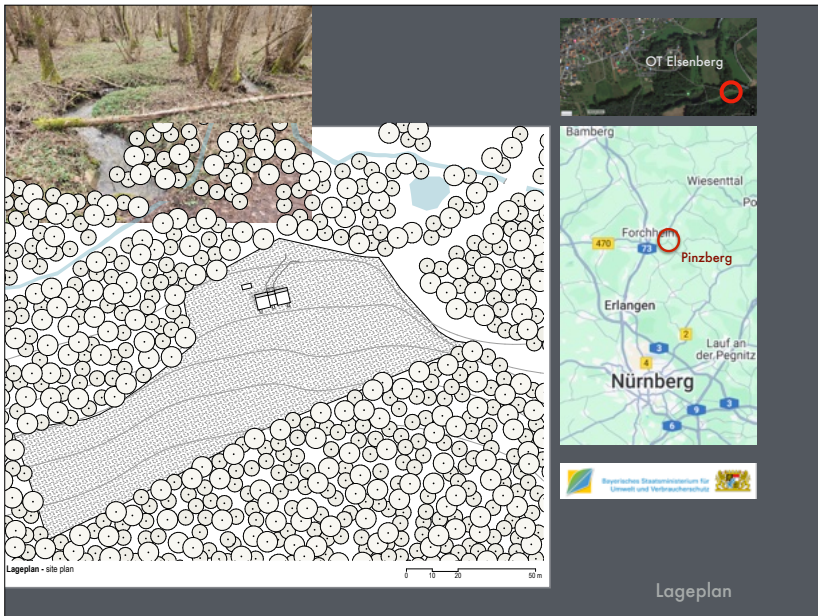 OT Elsenberg
Bamberg
Wiesenttal
Po
Forchheim
470
73
Pinzberg
Erlangen
2
3
Lauf an
der Pegnitz
4
Nürnberg
3
9
6
Bayerisches Staatsministerium für
Umwelt und Verbraucherschutz
Lageplan - site plan
0 10 20 50 m
Lageplan